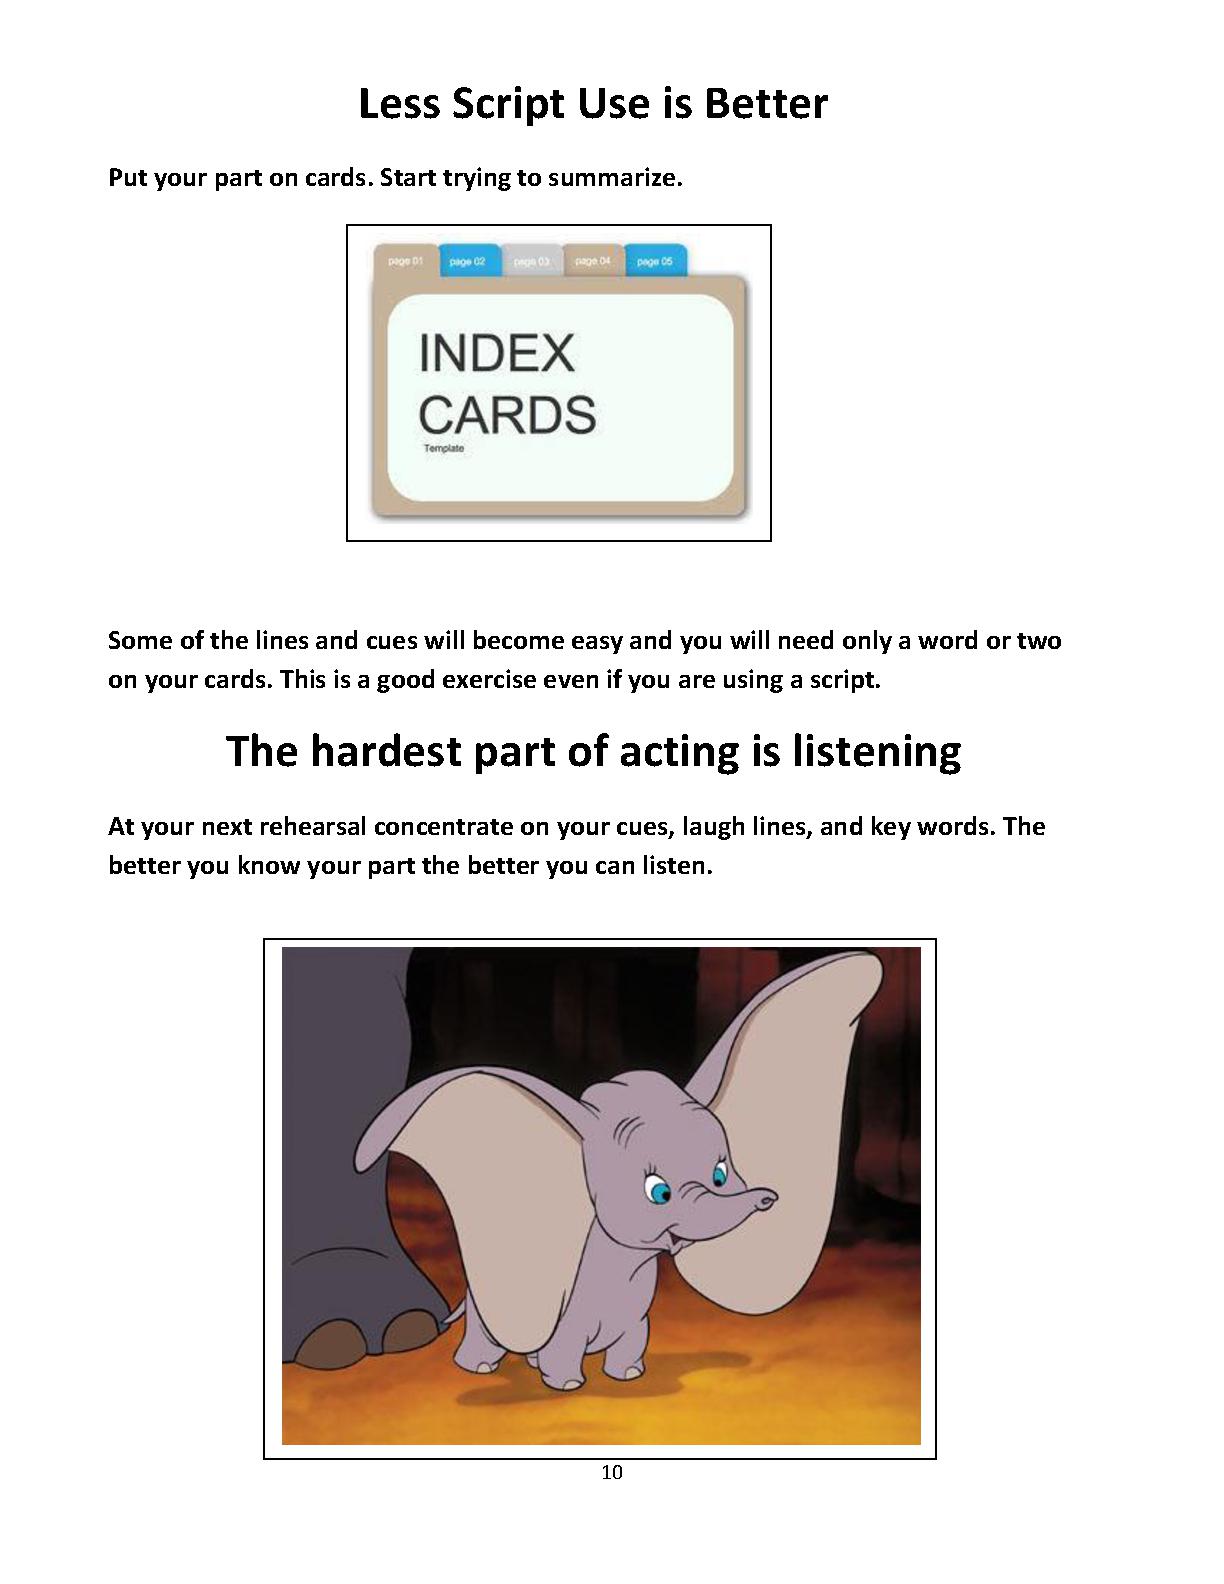 Less Script Use is Better
Put your part on cards. Start trying to summarize.
page 01 page 02 page 03 page 04 page 05
INDEX
CARDS
Template
Some of the lines and cues will become easy and you will need only a word or two
on your cards. This is a good exercise even if you are using a script.
The hardest part of acting is listening
At your next rehearsal concentrate on your cues, laugh lines, and key words. The
better you know your part the better you can listen.
10